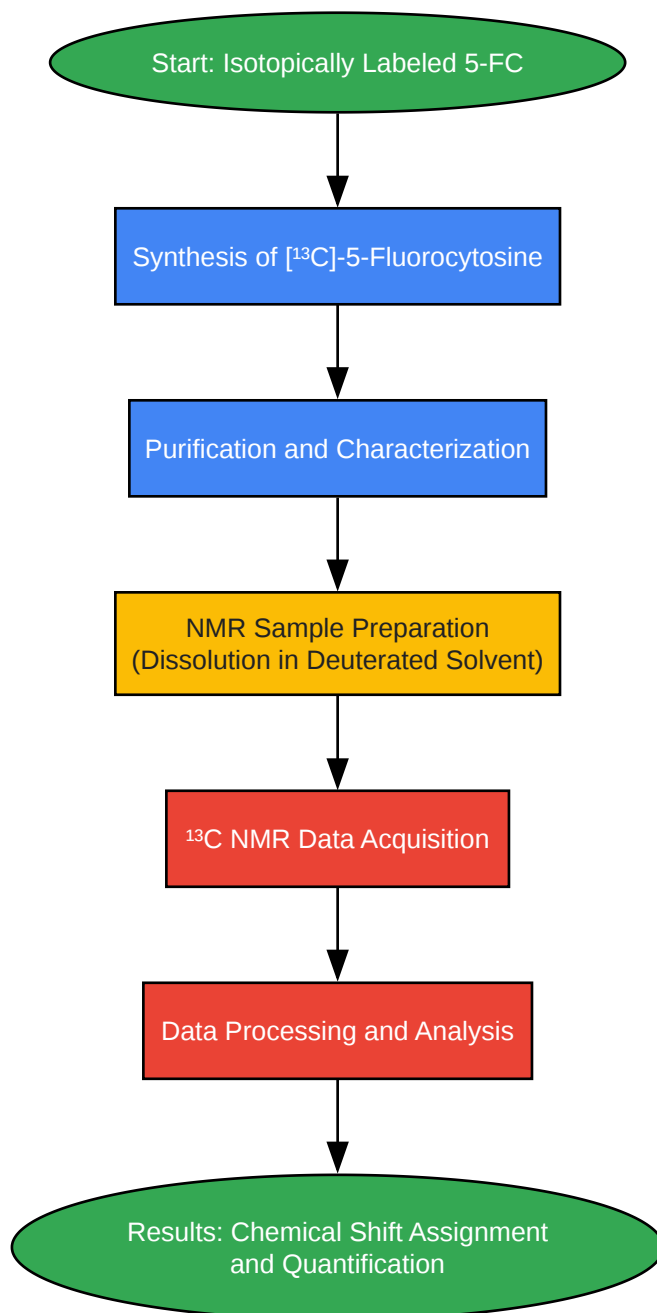 Start: Isotopically Labeled 5-FC
Synthesis of [¹³C]-5-Fluorocytosine
Purification and Characterization
NMR Sample Preparation
(Dissolution in Deuterated Solvent)
¹³C NMR Data Acquisition
Data Processing and Analysis
Results: Chemical Shift Assignment
and Quantification